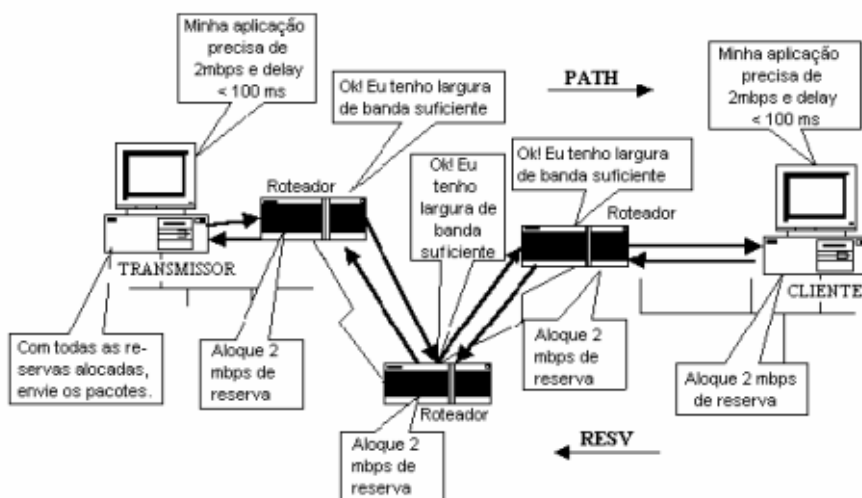 Minha aplicação
precisa de
2mbps e delay
< 100 ms
Ok! Eu tenho largura
de banda suficiente
PATH
Minha aplicação
precisa de
2mbps e delay
< 100 ms
Ok! Eu
tenho
largura de
banda
suficiente
Ok! Eu tenho largura
de banda suficiente
Roteador
Roteador
TRANSMISSOR
CLIENTE
Com todas as re-
servas alocadas,
envie os pacotes.
Aloque 2
mbps de
reserva
Roteador
Aloque 2
mbps de
reserva
Aloque 2 mbps
de reserva
Aloque 2
mbps de
reserva
RESV